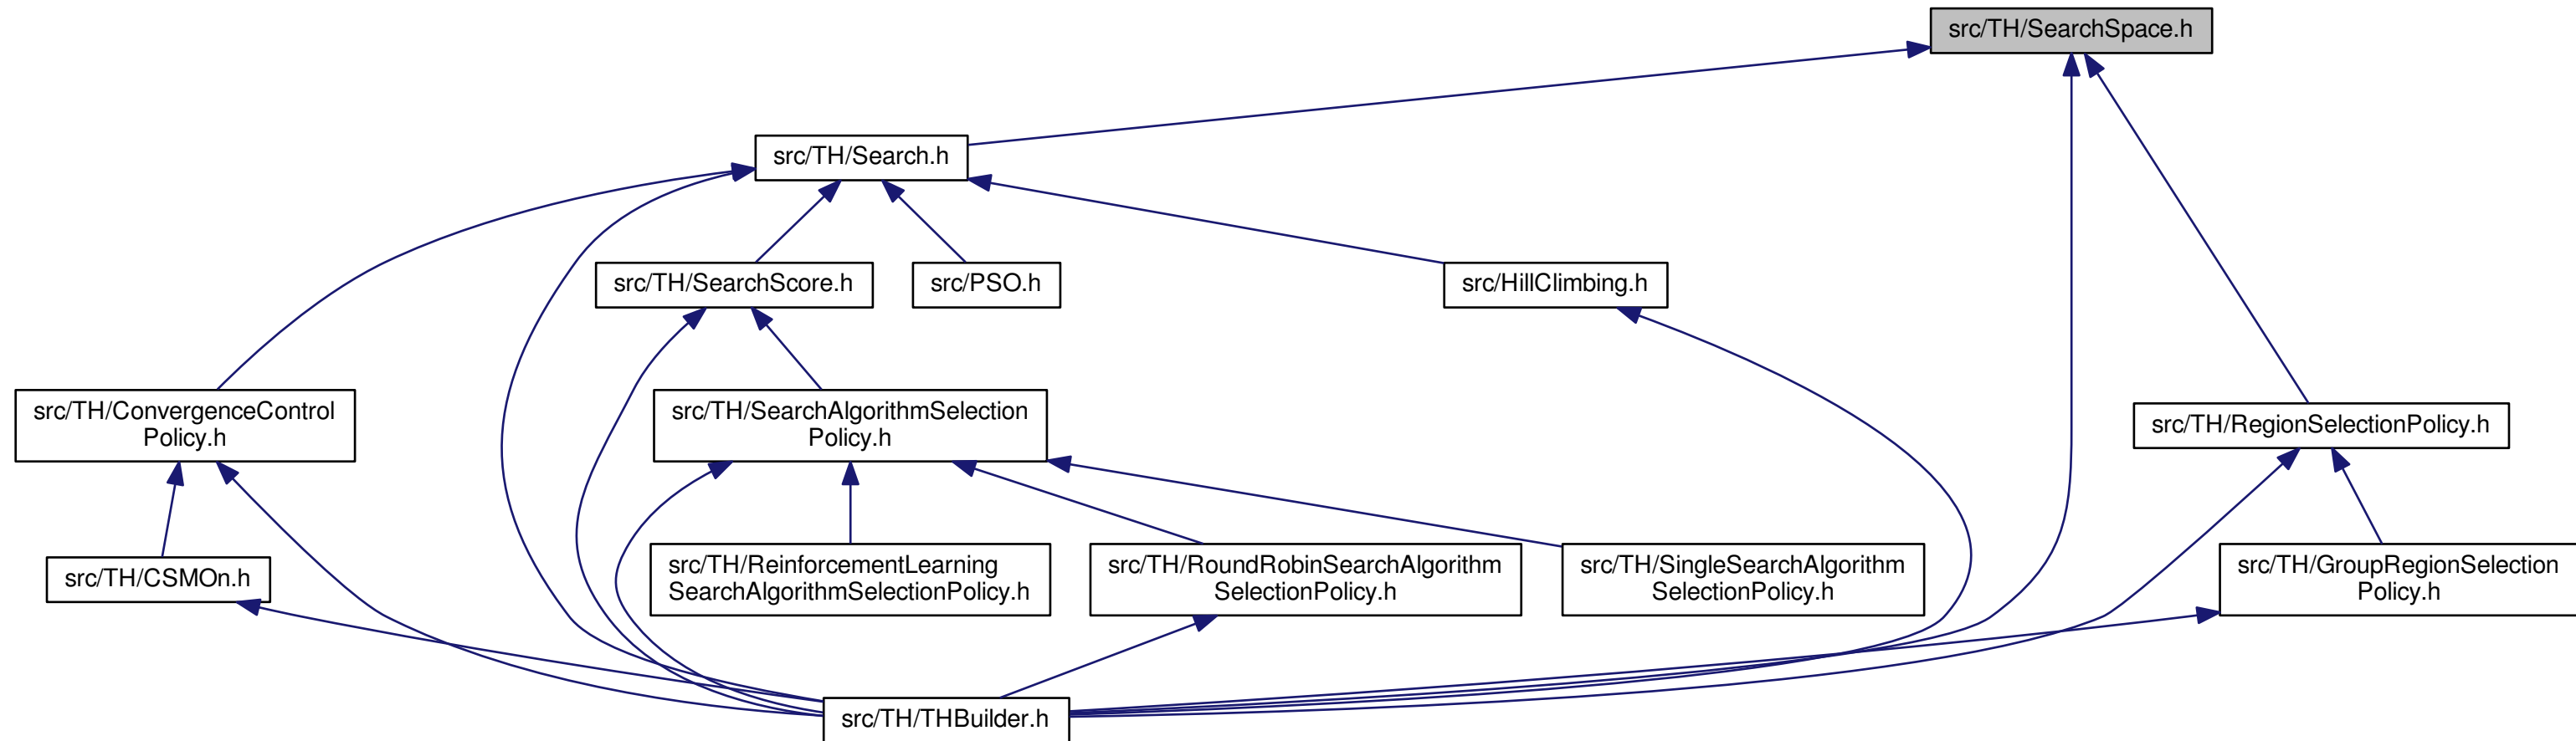 src/TH/SearchSpace.h
src/TH/Search.h
src/TH/SearchScore.h
src/PSO.h
src/HillClimbing.h
src/TH/ConvergenceControl
Policy.h
src/TH/SearchAlgorithmSelection
Policy.h
src/TH/RegionSelectionPolicy.h
src/TH/CSMOn.h
src/TH/ReinforcementLearning
SearchAlgorithmSelectionPolicy.h
src/TH/RoundRobinSearchAlgorithm
SelectionPolicy.h
src/TH/SingleSearchAlgorithm
SelectionPolicy.h
src/TH/GroupRegionSelection
Policy.h
src/TH/THBuilder.h